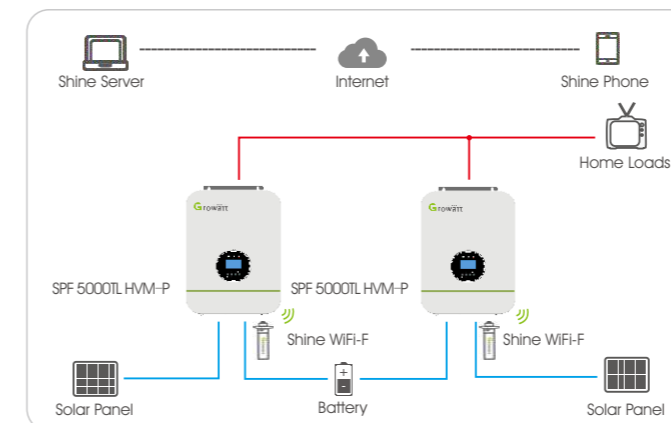 Shine Server
Internet
Shine Phone
Home Loads
Growatt
Growatt
SPF 5000TL HVM-P
SPF 5000TL HVM-P
Shine WiFi-F
Shine WiFi-F
Solar Panel
Battery
Solar Panel